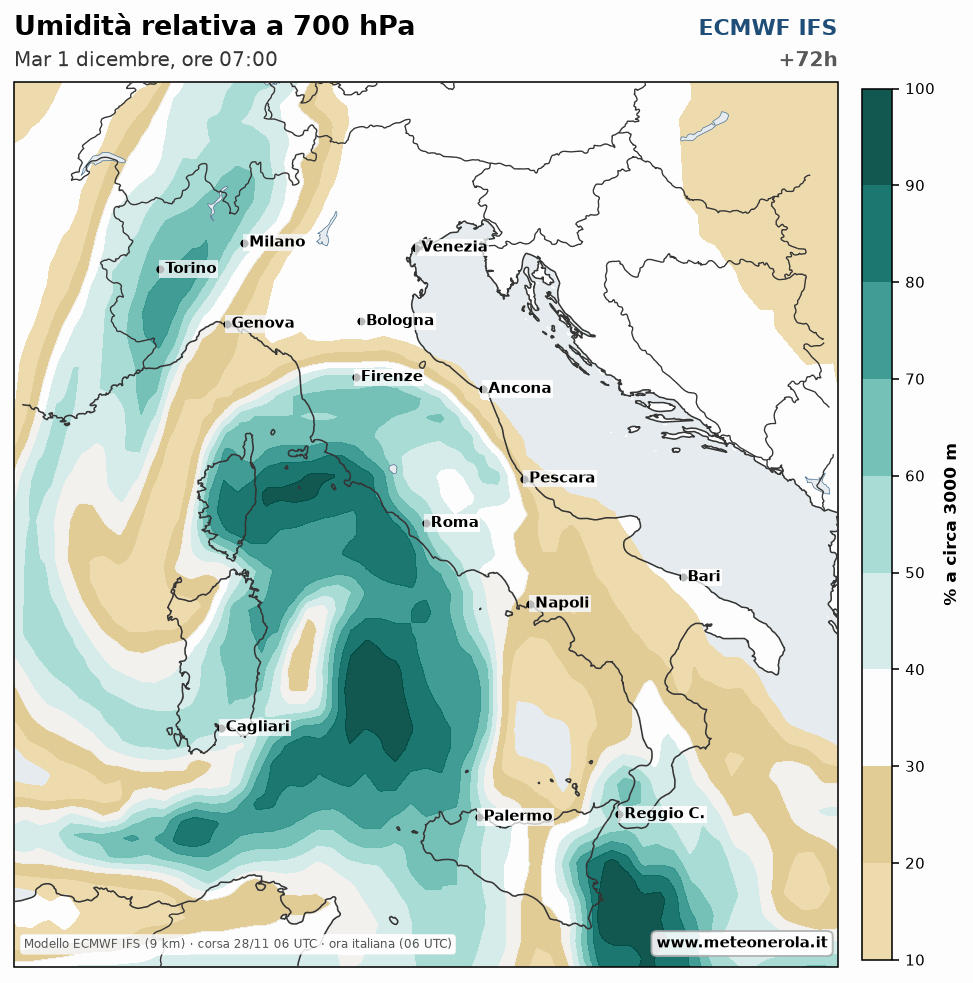 Umidità relativa a 700 hPa
ECMWF IFS
Mar 1 dicembre, ore 07:00
+72h
Milano
Venezia
Torino
Genova
Bologna
Firenze
Ancona
Pescara
Roma
Bari
Napoli
Cagliari
Palermo
Reggio C.
100
90
80
70
60
50
40
30
20
10
% a circa 3000 m
Modello ECMWF IFS (9 km) · corsa 28/11 06 UTC · ora italiana (06 UTC)
www.meteonerola.it